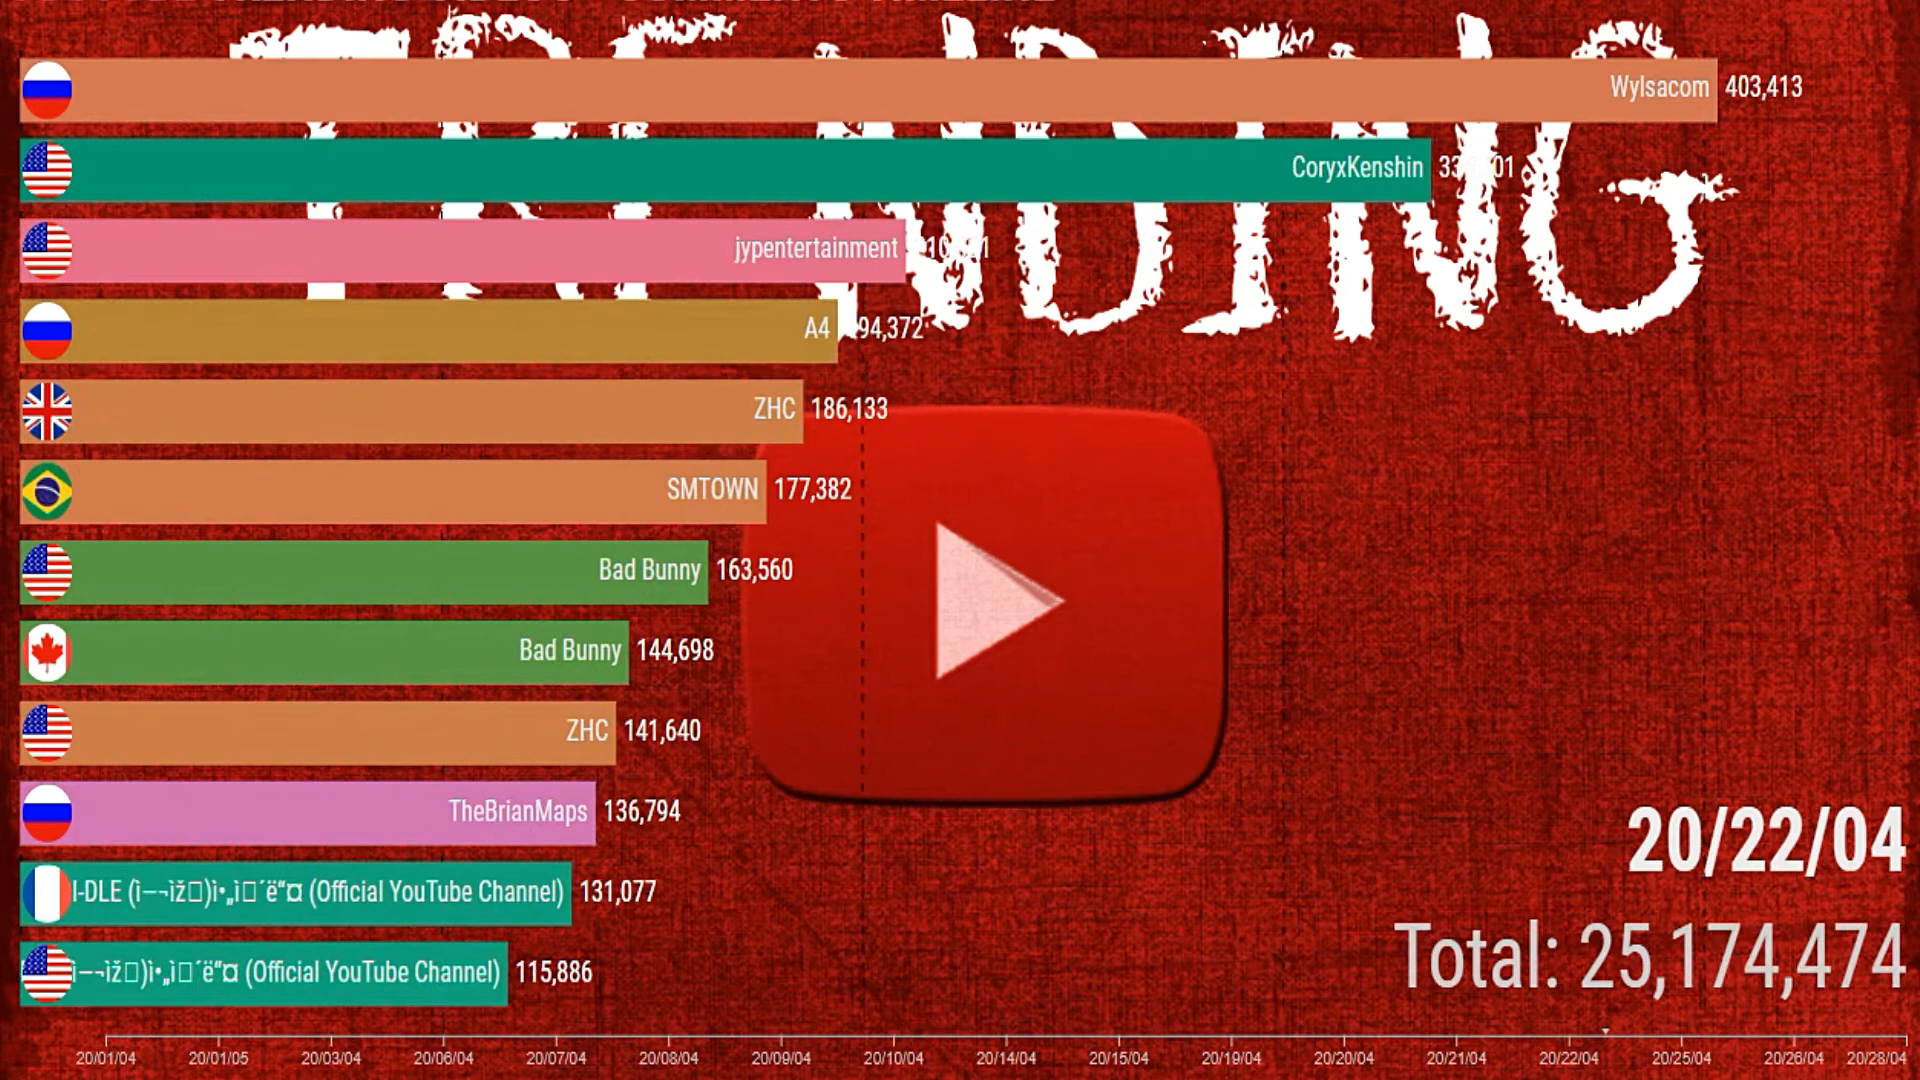 TRENDING
Wylsacom 403,413
CoryxKenshin
jypentertainment
A4 94,372
ZHC 186,133
SMTOWN 177,382
Bad Bunny 163,560
Bad Bunny 144,698
ZHC 141,640
TheBrianMaps 136,794
I-DLE (ì—¬ìž□)ì•„ì□´ë“¤ (Official YouTube Channel) 131,077
ì—¬ìž□)ì•„ì□´ë“¤ (Official YouTube Channel) 115,886
20/22/04
Total: 25,174,474
20/01/04 20/01/05 20/03/04 20/06/04 20/07/04 20/08/04 20/09/04 20/10/04 20/14/04 20/15/04 20/19/04 20/20/04 20/21/04 20/22/04 20/25/04 20/26/04 20/28/04